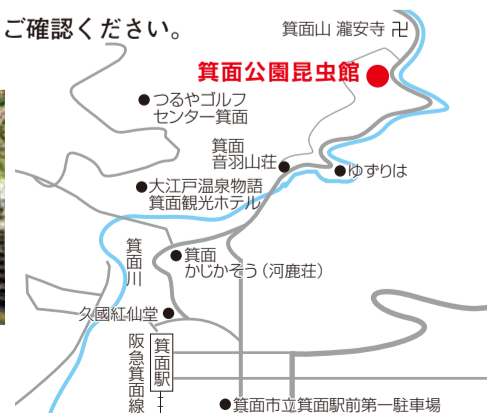 ご確認ください。
箕面山 瀧安寺 卍
箕面公園昆虫館
つるやゴルフ
センター箕面
箕面
音羽山荘
ゆずりは
大江戸温泉物語
箕面観光ホテル
箕面川
箕面
かじかそう（河鹿荘）
久國紅仙堂
箕面駅
阪急箕面線
箕面市立箕面駅前第一駐車場